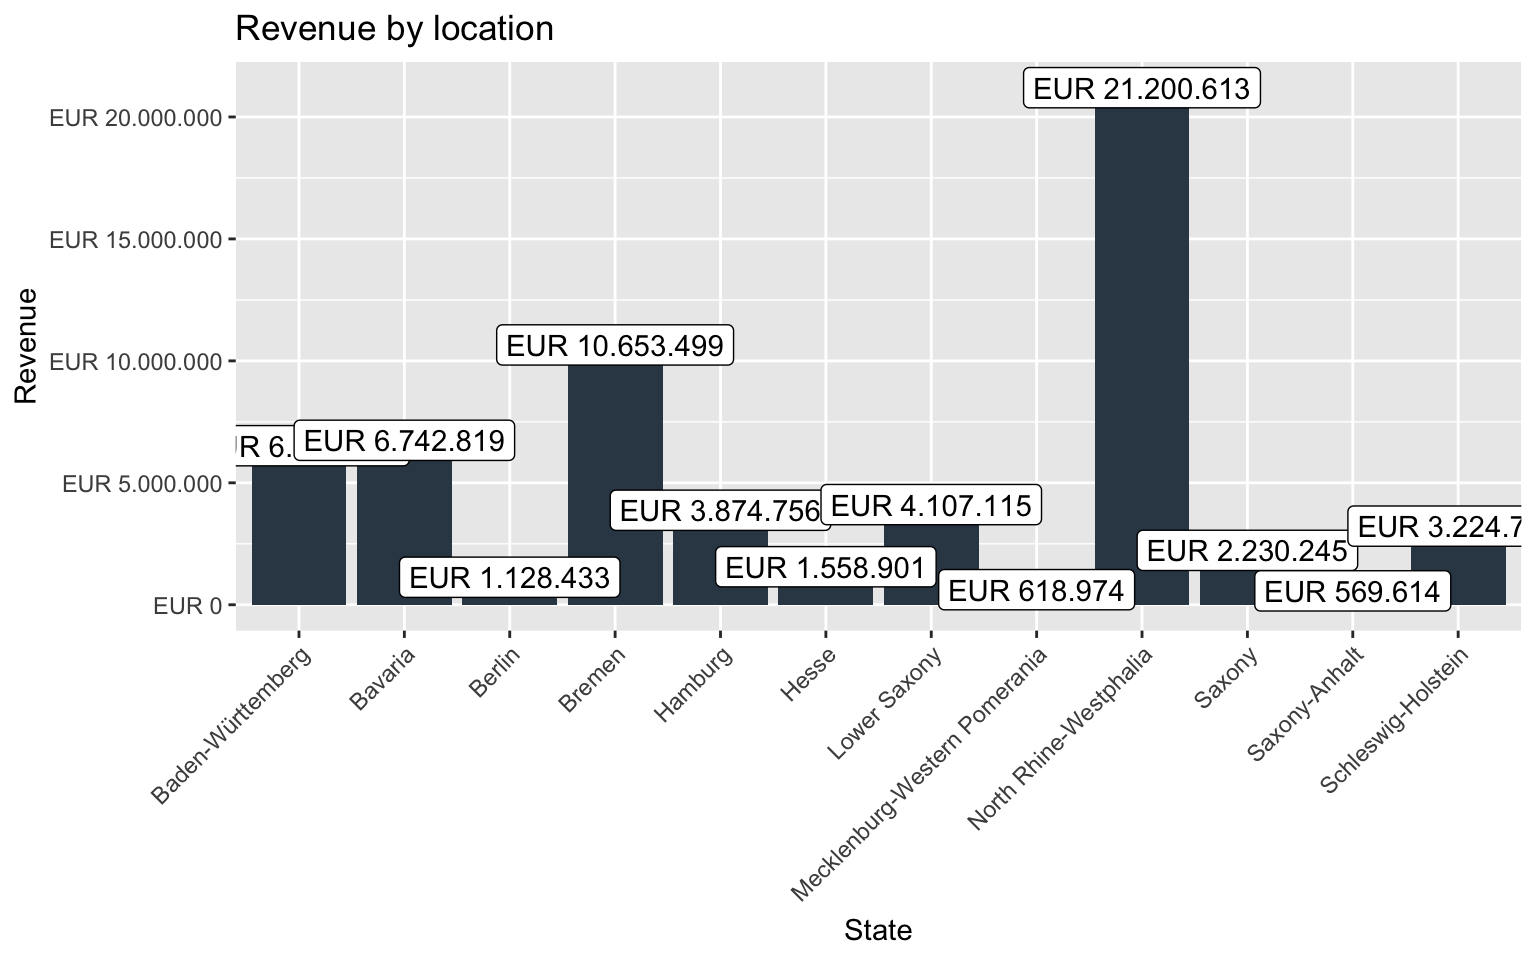 Revenue by location
Revenue
EUR 20.000.000
EUR 15.000.000
EUR 10.000.000
EUR 5.000.000
EUR 0
EUR 6.742.819
EUR 1.128.433
EUR 10.653.499
EUR 3.874.756
EUR 1.558.901
EUR 4.107.115
EUR 618.974
EUR 21.200.613
EUR 2.230.245
EUR 569.614
EUR 3.224.7
Baden-Württemberg
Bavaria
Berlin
Bremen
Hamburg
Hesse
Lower Saxony
Mecklenburg-Western Pomerania
North Rhine-Westphalia
Saxony
Saxony-Anhalt
Schleswig-Holstein
State